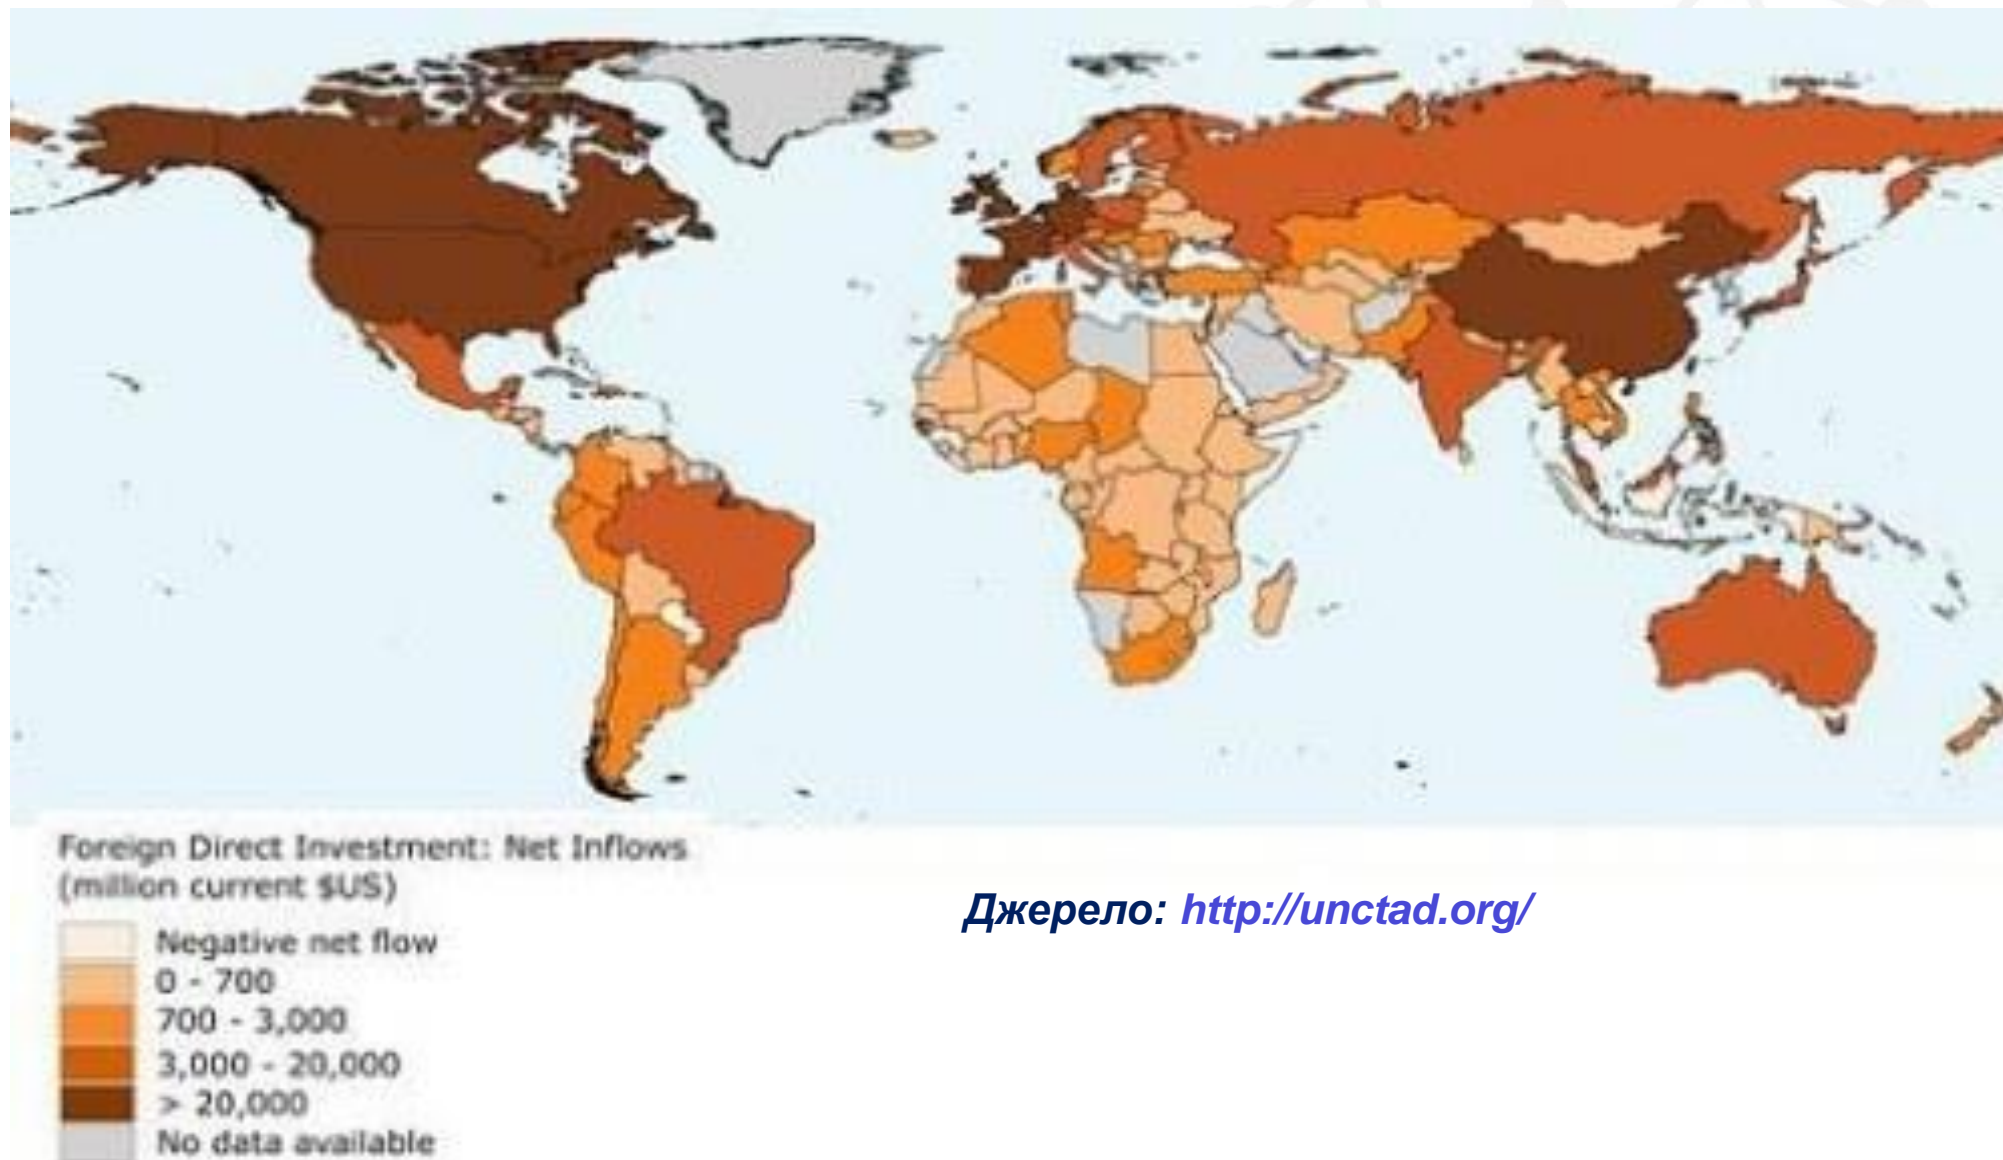 Foreign Direct Investment: Net Inflows
(million current $US)
Negative net flow
0 - 700
700 - 3,000
3,000 - 20,000
> 20,000
No data available
Джерело: http://unctad.org/